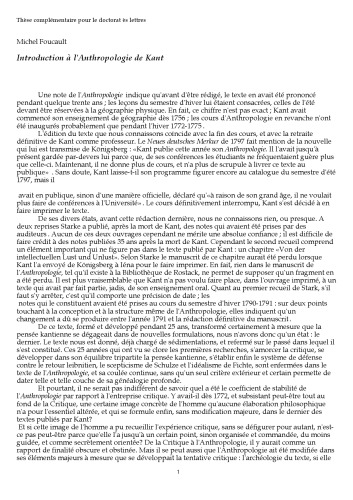 Thèse complémentaire pour le doctorat ès lettres
Michel Foucault
Introduction à l'Anthropologie de Kant
Une note de l'Anthropologie indique qu'avant d'être rédigé, le texte en avait été prononcé
pendant quelque trente ans ; les leçons du semestre d'hiver lui étaient consacrées, celles de l'été
devant être réservées à la géographie physique. En fait, ce chiffre n'est pas exact ; Kant avait
commencé son enseignement de géographie dès 1756 ; les cours d'Anthropologie en revanche n'ont
été inaugurés probablement que pendant l'hiver 1772-1775.
L'édition du texte que nous connaissons coïncide avec la fin des cours, et avec la retraite
définitive de Kant comme professeur. Le Neues deutsches Merkur de 1797 fait mention de la nouvelle
qui lui est transmise de Königsberg : «Kant publie cette année son Anthropologie. Il l'avait jusqu'à
présent gardée par-devers lui parce que, de ses conférences les étudiants ne fréquentaient guère plus
que celle-ci. Maintenant, il ne donne plus de cours, et n'a plus de scrupule à livrer ce texte au
publique» . Sans doute, Kant laisse-t-il son programme figurer encore au catalogue du semestre d'été
1797, mais il
avait en publique, sinon d'une manière officielle, déclaré qu'«à raison de son grand âge, il ne voulait
plus faire de conférences à l'Université» . Le cours définitivement interrompu, Kant s'est décidé à en
faire imprimer le texte.
De ses divers états, avant cette rédaction dernière, nous ne connaissons rien, ou presque. A
deux reprises Starke a publié, après la mort de Kant, des notes qui avaient été prises par des
auditeurs . Aucun de ces deux ouvrages cependant ne mérite une absolue confiance ; il est difficile de
faire crédit à des notes publiées 35 ans après la mort de Kant. Cependant le second recueil comprend
un élément important qui ne figure pas dans le texte publié par Kant : un chapitre «Von der
intellectuellen Lust und Unlust». Selon Starke le manuscrit de ce chapitre aurait été perdu lorsque
Kant l'a envoyé de Königsberg à Iéna pour le faire imprimer. En fait, rien dans le manuscrit de
l'Anthropologie, tel qu'il existe à la Bibliothèque de Rostock, ne permet de supposer qu'un fragment en
a été perdu. Il est plus vraisemblable que Kant n'a pas voulu faire place, dans l'ouvrage imprimé, à un
texte qui avait par fait partie, jadis, de son enseignement oral. Quant au premier recueil de Starke, s'il
faut s'y arrêter, c'est qu'il comporte une précision de date ; les
notes qui le constituent avaient été prises au cours du semestre d'hiver 1790-1791 : sur deux points
touchant à la conception et à la structure même de l'Anthropologie, elles indiquent qu'un
changement a dû se produire entre l'année 1791 et la rédaction définitive du manuscrit .
De ce texte, formé et développé pendant 25 ans, transformé certainement à mesure que la
pensée kantienne se dégageait dans de nouvelles formulations, nous n'avons donc qu'un état : le
dernier. Le texte nous est donné, déjà chargé de sédimentations, et refermé sur le passé dans lequel il
s'est constitué. Ces 25 années qui ont vu se clore les premières recherches, s'amorcer la critique, se
développer dans son équilibre tripartite la pensée kantienne, s'établir enfin le système de défense
contre le retour leibnitien, le scepticisme de Schulze et l'idéalisme de Fichte, sont enfermées dans le
texte de l'Anthropologie, et sa coulée continue, sans qu'un seul critère extérieur et certain permette de
dater telle et telle couche de sa géologie profonde.
Et pourtant, il ne serait pas indifférent de savoir quel a été le coefficient de stabilité de
l'Anthropologie par rapport à l'entreprise critique. Y avait-il dès 1772, et subsistant peut-être tout au
fond de la Critique, une certaine image concrète de l'homme qu'aucune élaboration philosophique
n'a pour l'essentiel altérée, et qui se formule enfin, sans modification majeure, dans le dernier des
textes publiés par Kant?
Et si cette image de l'homme a pu recueillir l'expérience critique, sans se défigurer pour autant, n'est-
ce pas peut-être parce que'elle l'a jusqu'à un certain point, sinon organisée et commandée, du moins
guidée, et comme secrètement orientée? De la Critique à l'Anthropologie, il y aurait comme un
rapport de finalité obscure et obstinée. Mais il se peut aussi que l'Anthropologie ait été modifiée dans
ses éléments majeurs à mesure que se développait la tentative critique : l'archéologie du texte, si elle
1